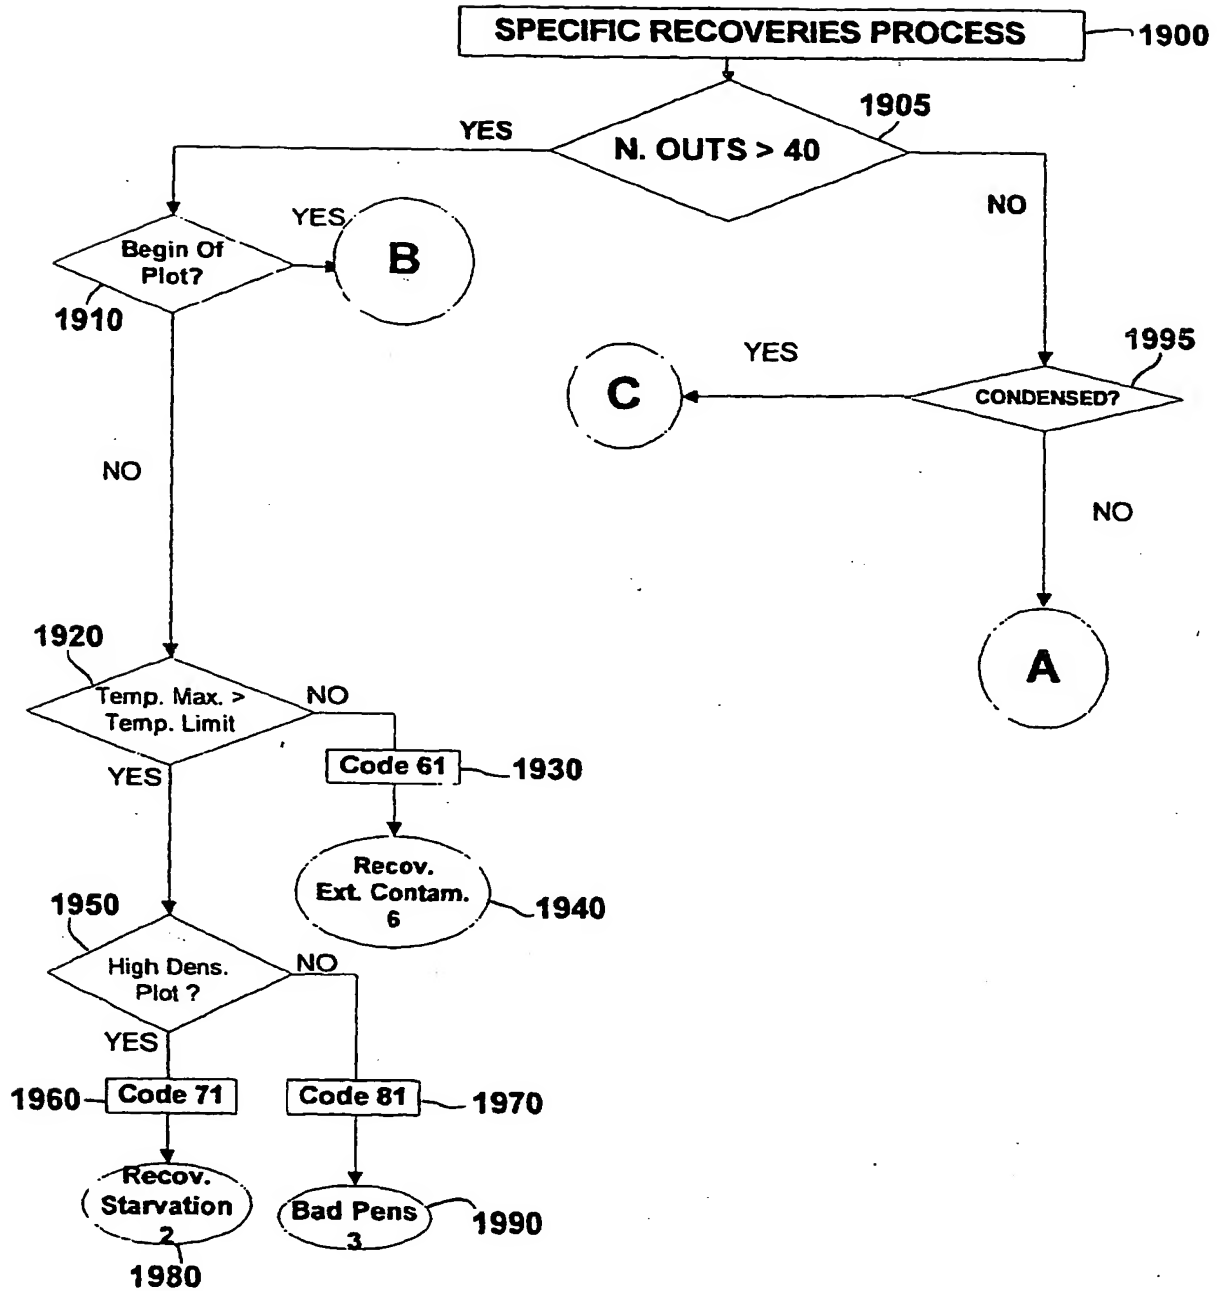 SPECIFIC RECOVERIES PROCESS
1900
1905
YES
N. OUTS > 40
NO
YES
B
Begin Of
Plot?
1910
1995
YES
C
CONDENSED?
NO
NO
1920
A
Temp. Max. >
Temp. Limit
NO
YES
Code 61
1930
Recov.
Ext. Contam.
6
1940
1950
High Dens.
Plot ?
NO
YES
1960
Code 71
Code 81
1970
Recov.
Starvation
2
Bad Pens
3
1990
1980